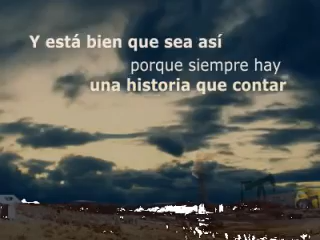 Y está bien que sea así
porque siempre hay
una historia que contar